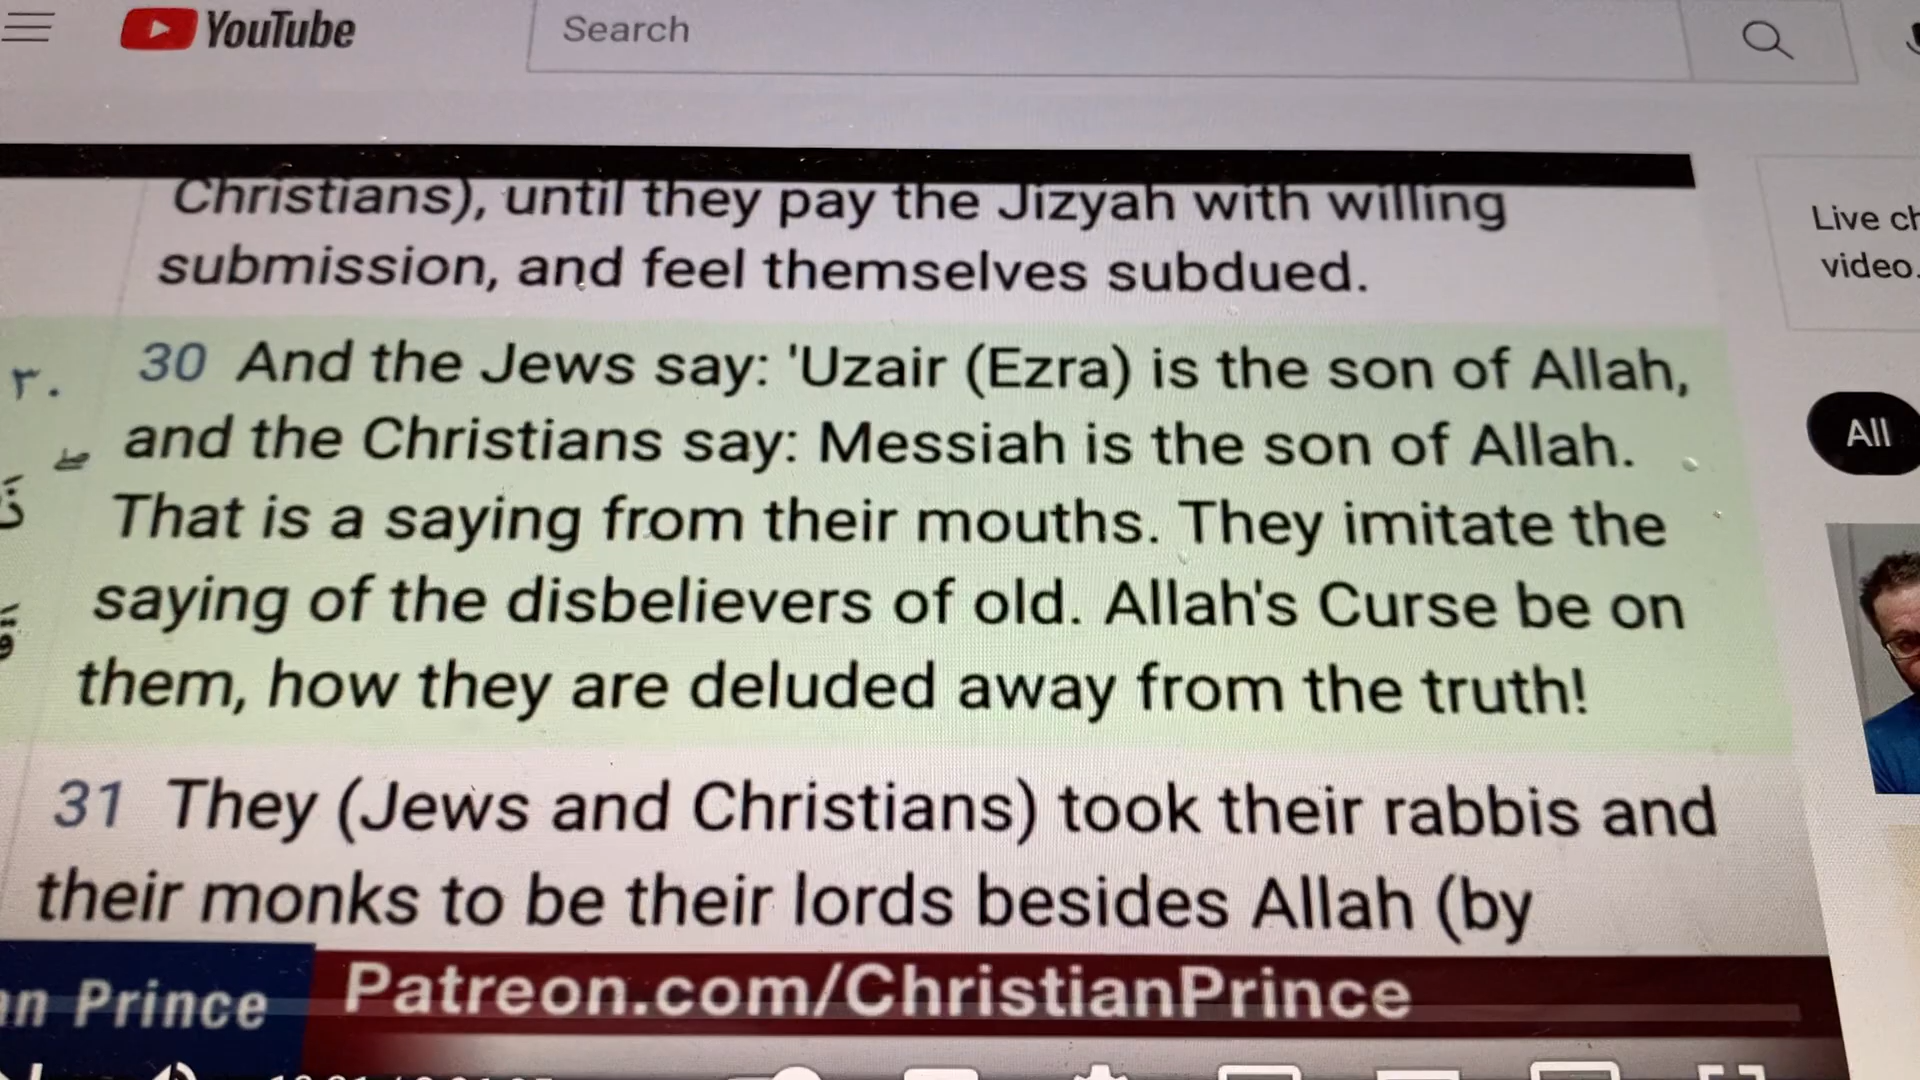 YouTube
Search
Christians), until they pay the Jizyah with willing
submission, and feel themselves subdued.
Live ch
video.
٣٠
30 And the Jews say: 'Uzair (Ezra) is the son of Allah,
and the Christians say: Messiah is the son of Allah.
All
That is a saying from their mouths. They imitate the
saying of the disbelievers of old. Allah's Curse be on
them, how they are deluded away from the truth!
31 They (Jews and Christians) took their rabbis and
their monks to be their lords besides Allah (by
an Prince
Patreon.com/ChristianPrince